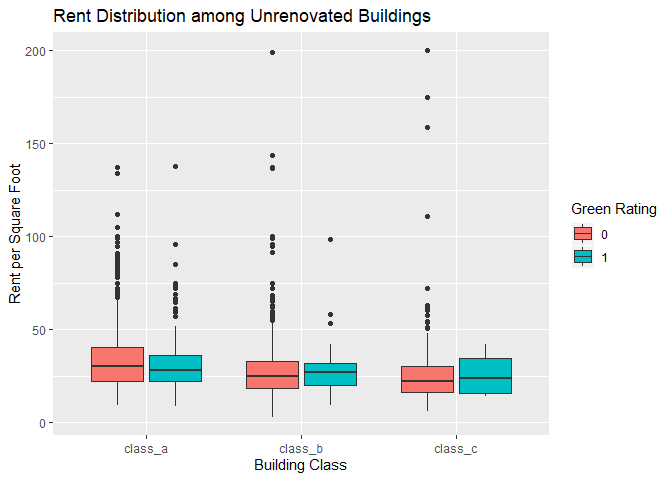 Rent Distribution among Unrenovated Buildings
200
150
100
50
0
Rent per Square Foot
class_a
class_b
class_c
Building Class
Green Rating
0
1